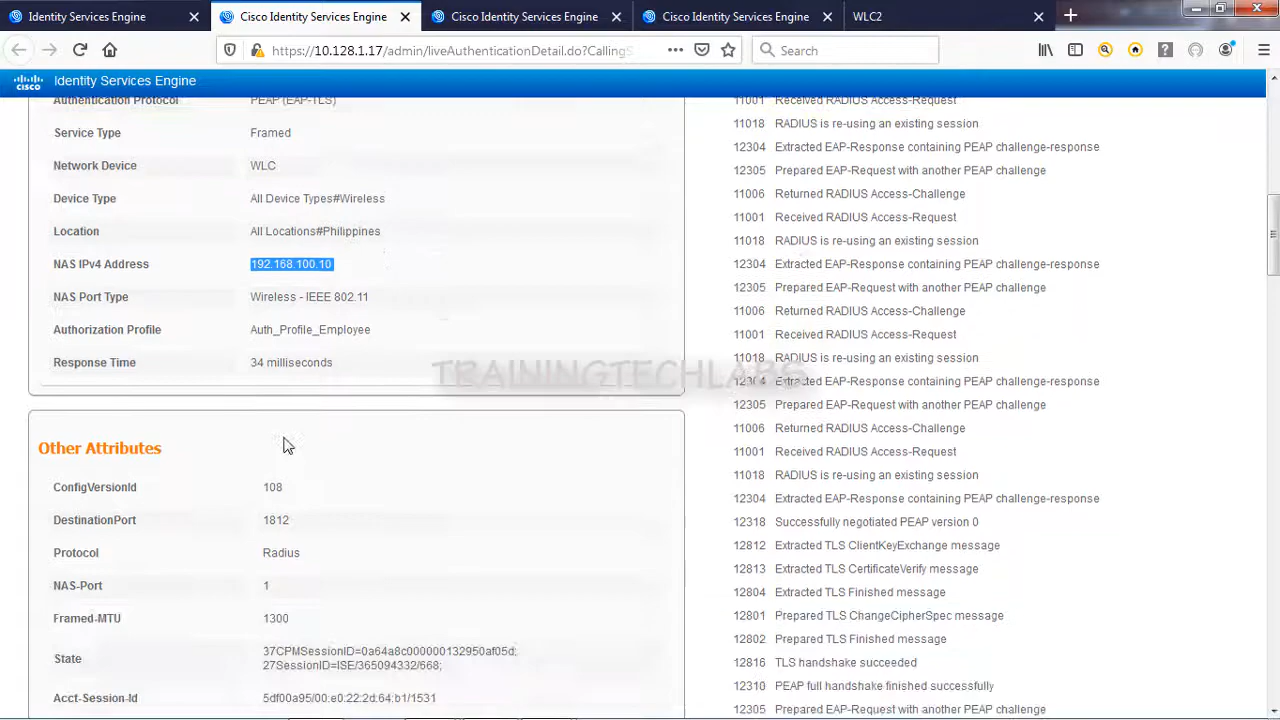 Cisco Identity Services Engine
Cisco Identity Services Engine
Cisco Identity Services Engine
Cisco Identity Services Engine
WLC2
https://10.128.1.17/admin/liveAuthenticationDetail.do?CallingS
Search
cisco
Identity Services Engine
Authentication Protocol PEAP (EAP-TLS)
Service Type Framed
Network Device WLC
Device Type All Device Types#Wireless
Location All Locations#Philippines
NAS IPv4 Address 192.168.100.10
NAS Port Type Wireless - IEEE 802.11
Authorization Profile Auth_Profile_Employee
Response Time 34 milliseconds
Other Attributes
ConfigVersionId 108
DestinationPort 1812
Protocol Radius
NAS-Port 1
Framed-MTU 1300
State 37CPMSessionID=0a64a8c000000132950af05d;
27SessionID=ISE/365094332/668;
Acct-Session-Id 5df00a95/00:e0:22:2d:64:b1/1531
11001 Received RADIUS Access-Request
11018 RADIUS is re-using an existing session
12304 Extracted EAP-Response containing PEAP challenge-response
12305 Prepared EAP-Request with another PEAP challenge
11006 Returned RADIUS Access-Challenge
11001 Received RADIUS Access-Request
11018 RADIUS is re-using an existing session
12304 Extracted EAP-Response containing PEAP challenge-response
12305 Prepared EAP-Request with another PEAP challenge
11006 Returned RADIUS Access-Challenge
11001 Received RADIUS Access-Request
11018 RADIUS is re-using an existing session
12304 Extracted EAP-Response containing PEAP challenge-response
12305 Prepared EAP-Request with another PEAP challenge
11006 Returned RADIUS Access-Challenge
11001 Received RADIUS Access-Request
11018 RADIUS is re-using an existing session
12304 Extracted EAP-Response containing PEAP challenge-response
12318 Successfully negotiated PEAP version 0
12812 Extracted TLS ClientKeyExchange message
12813 Extracted TLS CertificateVerify message
12804 Extracted TLS Finished message
12801 Prepared TLS ChangeCipherSpec message
12802 Prepared TLS Finished message
12816 TLS handshake succeeded
12310 PEAP full handshake finished successfully
12305 Prepared EAP-Request with another PEAP challenge
TRAININGTECHLABS